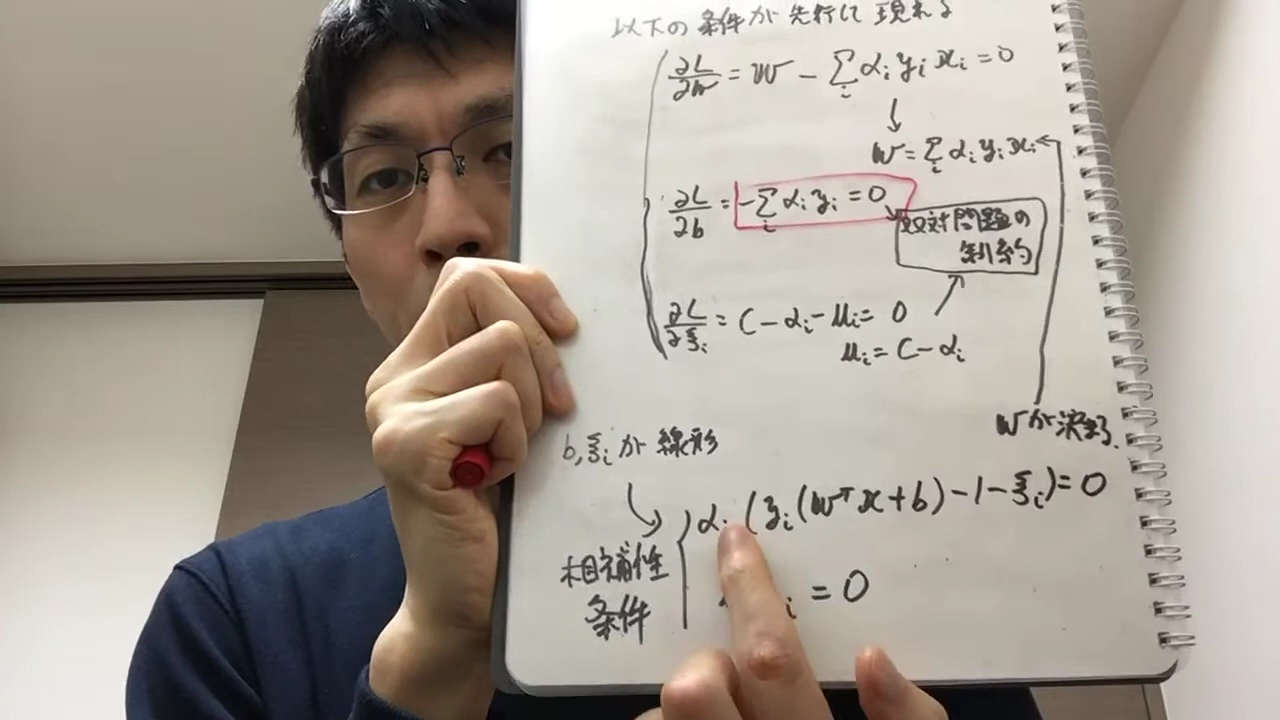 以下の条件が先行して現れる
∂L/∂w = w - Σ_i α_i y_i x_i = 0
↓
w = Σ_i α_i y_i x_i ←
∂L/∂b = -Σ_i α_i y_i = 0
双対問題の
制約
∂L/∂ξ_i = C - α_i - μ_i = 0
μ_i = C - α_i
wが決まる.
b, ξ_i が線形
α_i (y_i (w^T x + b) - 1 - ξ_i) = 0
相補性
条件
i = 0